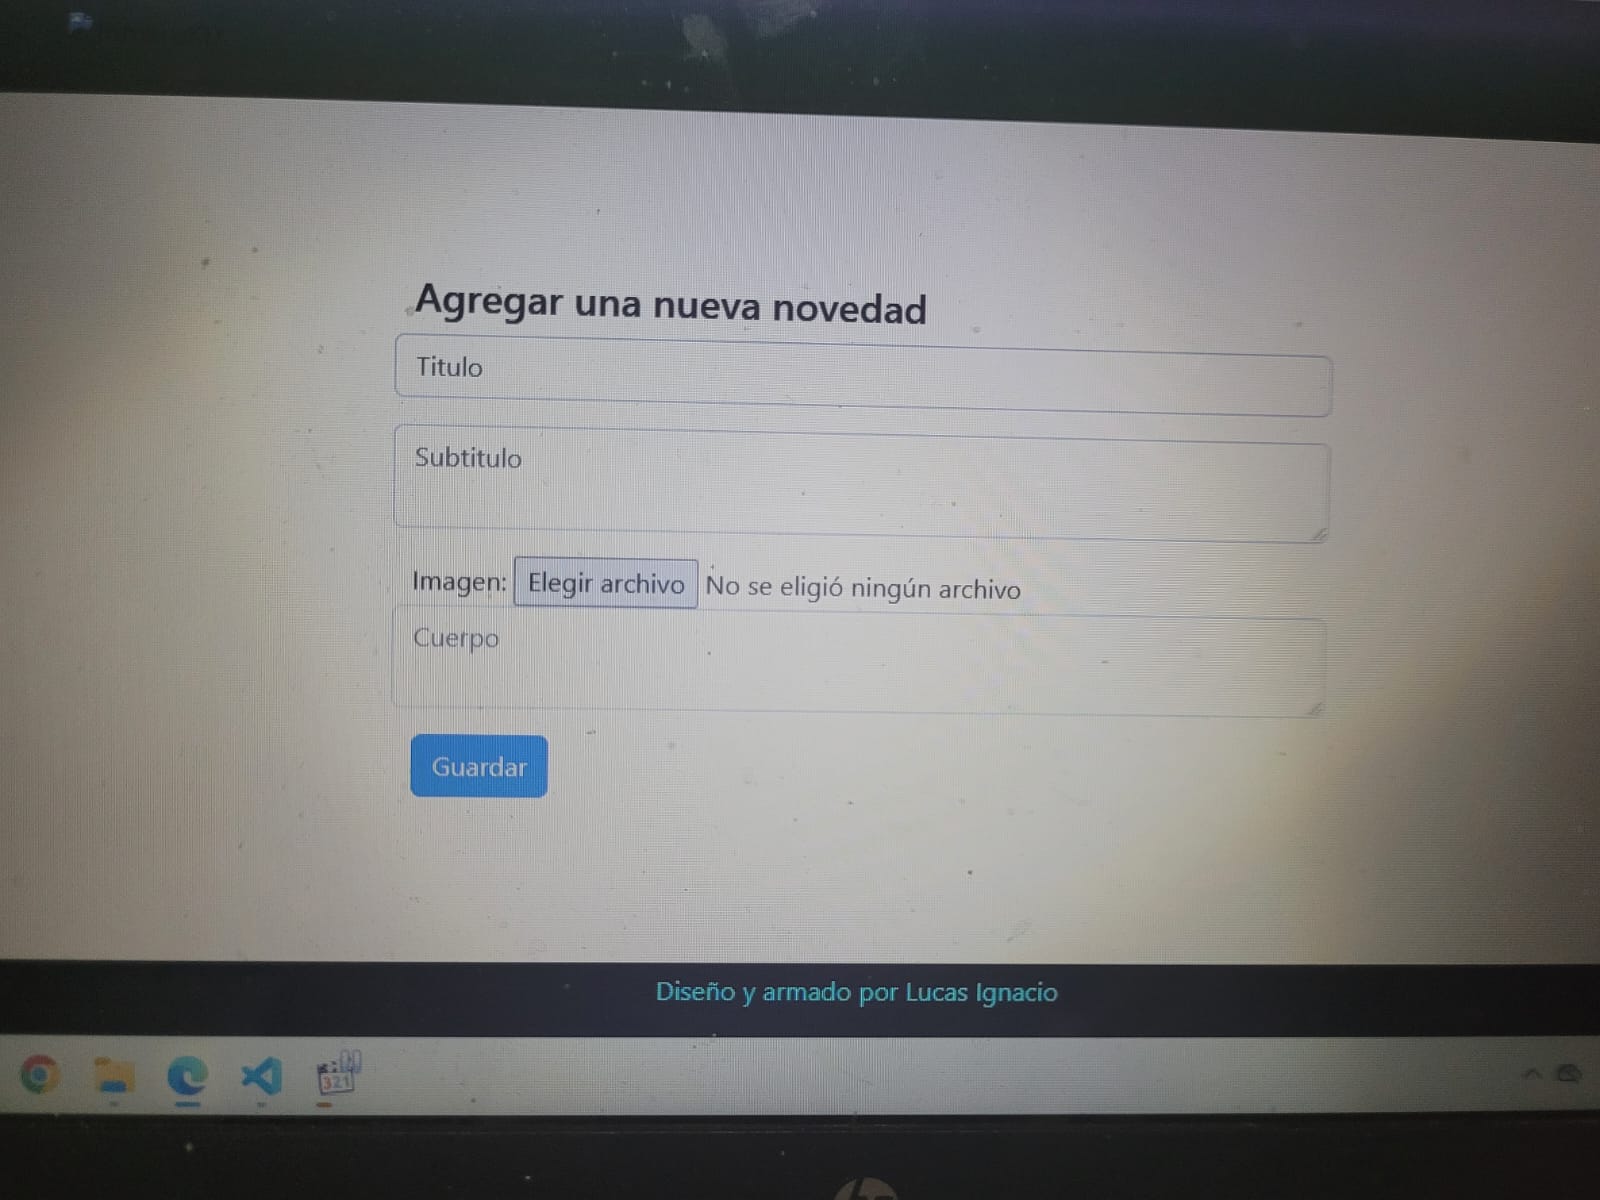 Agregar una nueva novedad
Titulo
Subtitulo
Imagen: Elegir archivo No se eligió ningún archivo
Cuerpo
Guardar
Diseño y armado por Lucas Ignacio
321